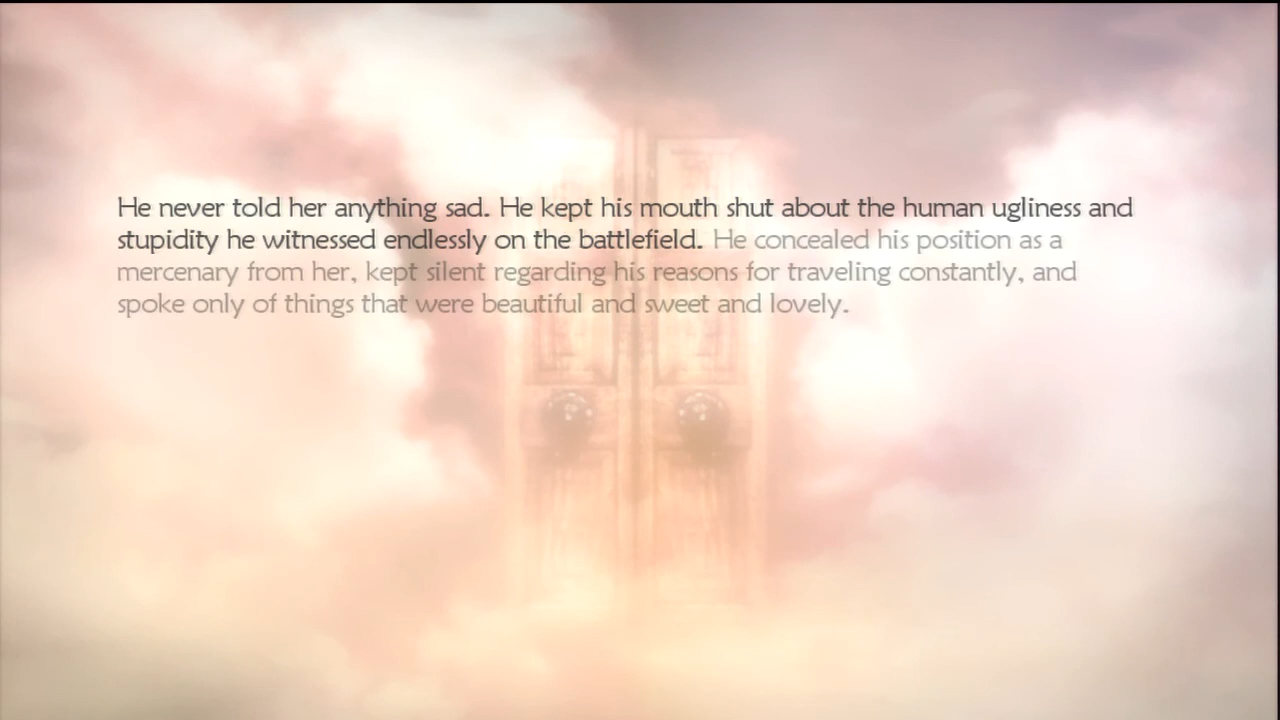 He never told her anything sad. He kept his mouth shut about the human ugliness and
stupidity he witnessed endlessly on the battlefield. He concealed his position as a
mercenary from her, kept silent regarding his reasons for traveling constantly, and
spoke only of things that were beautiful and sweet and lovely.